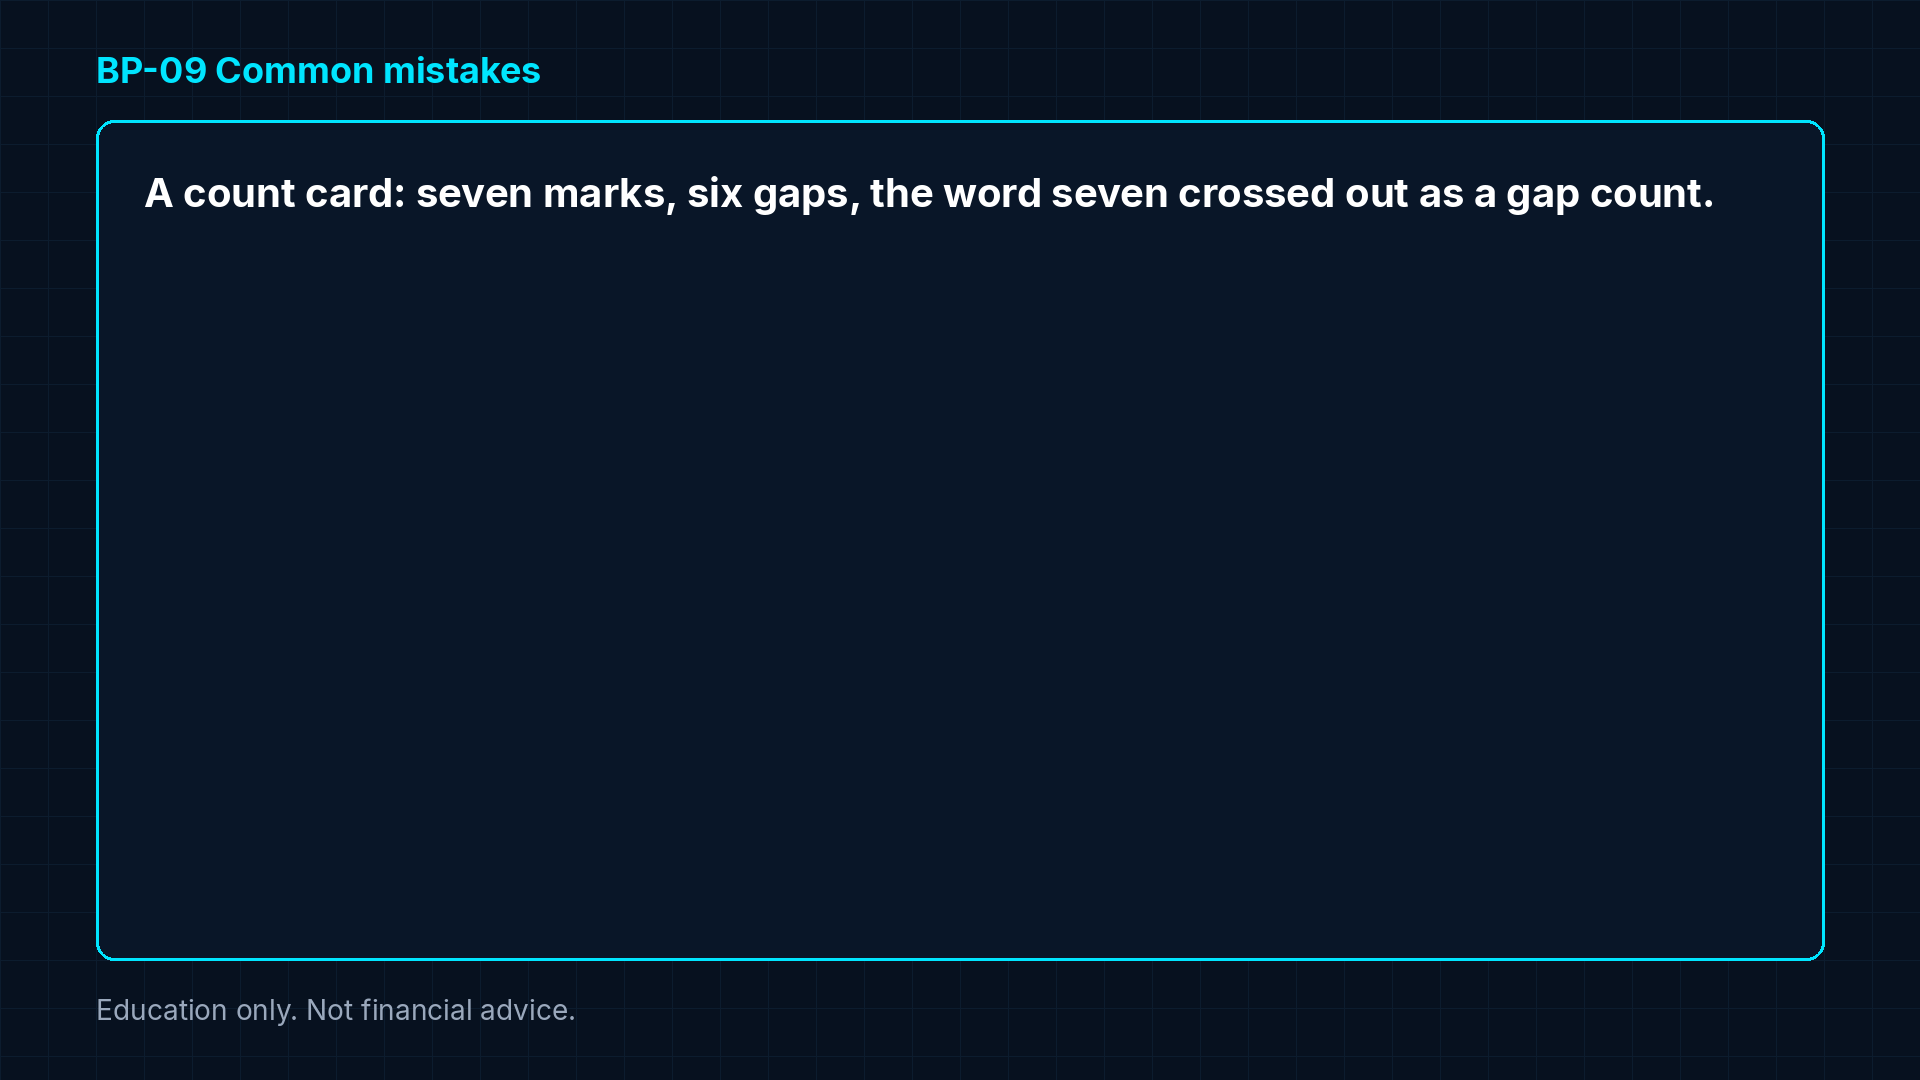 BP-09 Common mistakes
A count card: seven marks, six gaps, the word seven crossed out as a gap count.
Education only. Not financial advice.